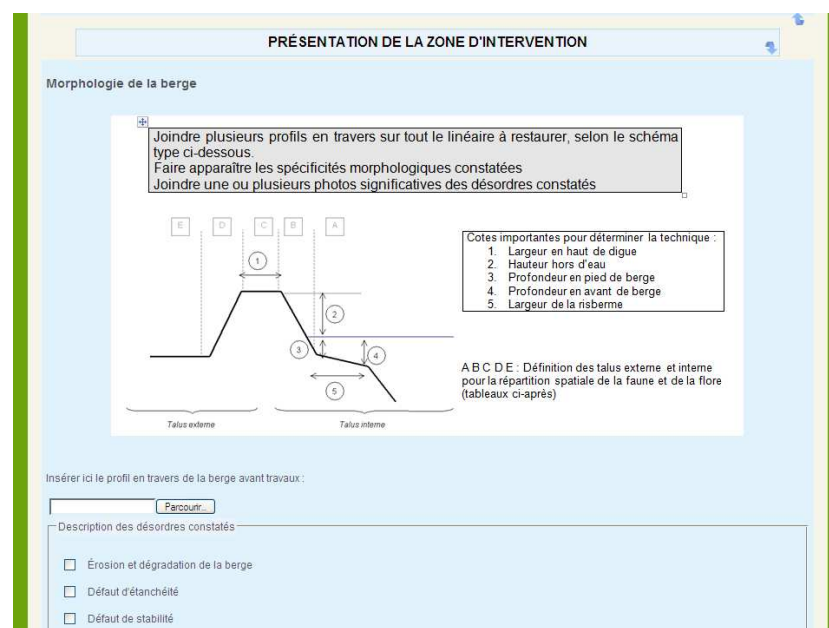 PRÉSENTATION DE LA ZONE D'INTERVENTION
Morphologie de la berge
Joindre plusieurs profils en travers sur tout le linéaire à restaurer, selon le schéma
type ci-dessous.
Faire apparaître les spécificités morphologiques constatées
Joindre une ou plusieurs photos significatives des désordres constatés
E D C B A
1
2
3
4
5
Talus externe
Talus interne
Cotes importantes pour déterminer la technique :
1. Largeur en haut de digue
2. Hauteur hors d'eau
3. Profondeur en pied de berge
4. Profondeur en avant de berge
5. Largeur de la risberme
A B C D E : Définition des talus externe et interne
pour la répartition spatiale de la faune et de la flore
(tableaux ci-après)
Insérer ici le profil en travers de la berge avant travaux :
Parcourir...
Description des désordres constatés
Érosion et dégradation de la berge
Défaut d'étanchéité
Défaut de stabilité